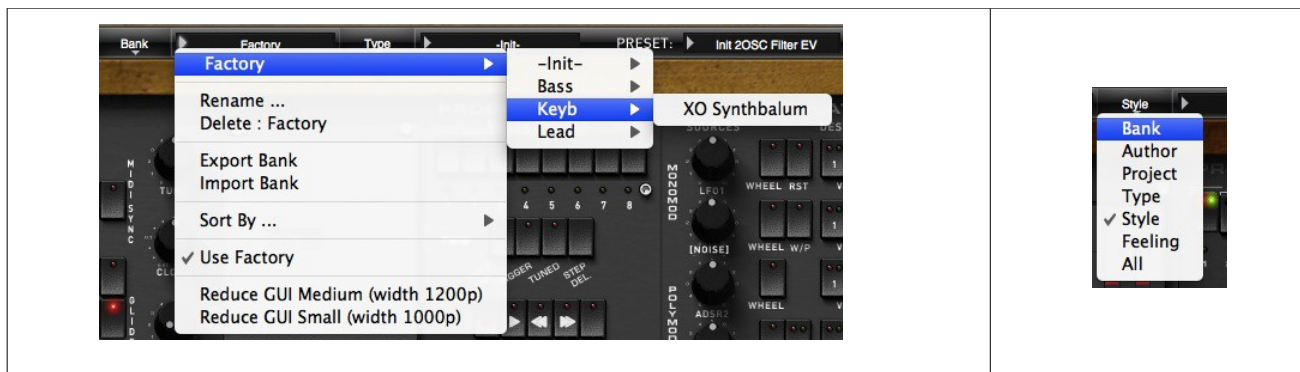 Bank
Factory
Type
-Init-
PRESET:
Init 2OSC Filter EV
Factory
Rename ...
Delete : Factory
Export Bank
Import Bank
Sort By ...
✓ Use Factory
Reduce GUI Medium (width 1200p)
Reduce GUI Small (width 1000p)
-Init-
Bass
Keyb
Lead
XO Synthbalum
SOURCES
MIDI SYNC
4 5 6 7 8
TUNED
STEP DEL.
MONOMOD
LFO1
WHEEL RST
[NOISE]
WHEEL W/P
POLYMOD
ADSR2
WHEEL
Style
Bank
Author
Project
Type
✓ Style
Feeling
All